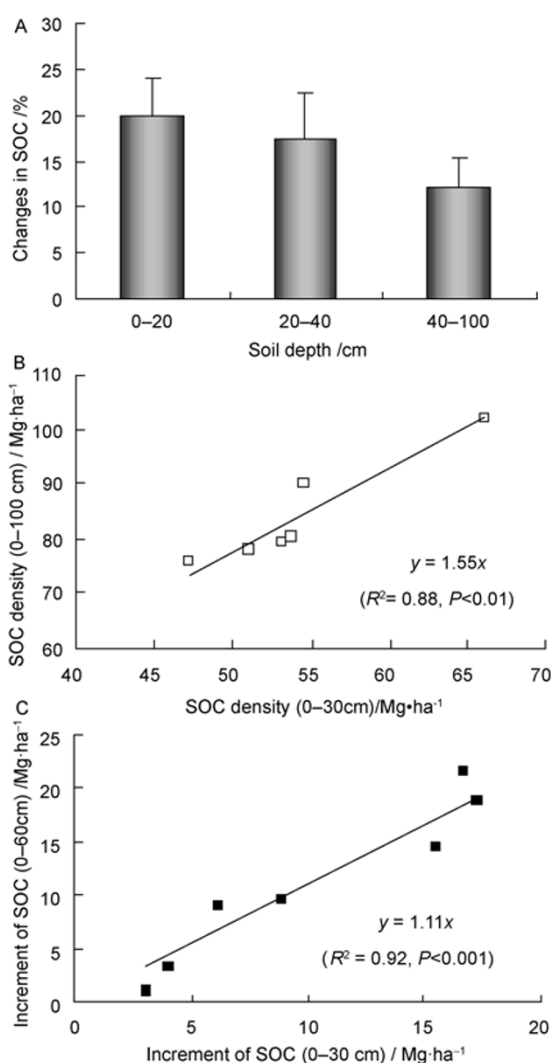 A
Changes in SOC /%
30
25
20
15
10
5
0
0–20 20–40 40–100
Soil depth /cm
B
SOC density (0–100 cm) / Mg·ha⁻¹
110
100
90
80
70
60
y = 1.55x
(R²= 0.88, P<0.01)
40 45 50 55 60 65 70
SOC density (0–30cm)/Mg•ha⁻¹
C
Increment of SOC (0–60cm) /Mg·ha⁻¹
25
20
15
10
5
0
y = 1.11x
(R² = 0.92, P<0.001)
0 5 10 15 20
Increment of SOC (0–30 cm) / Mg·ha⁻¹